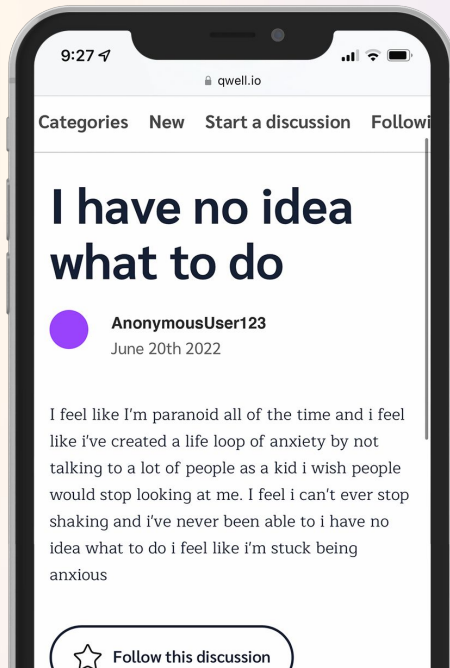 9:27
qwell.io
Categories New Start a discussion Followi
I have no idea
what to do
AnonymousUser123
June 20th 2022
I feel like I'm paranoid all of the time and i feel
like i've created a life loop of anxiety by not
talking to a lot of people as a kid i wish people
would stop looking at me. I feel i can't ever stop
shaking and i've never been able to i have no
idea what to do i feel like i'm stuck being
anxious
Follow this discussion